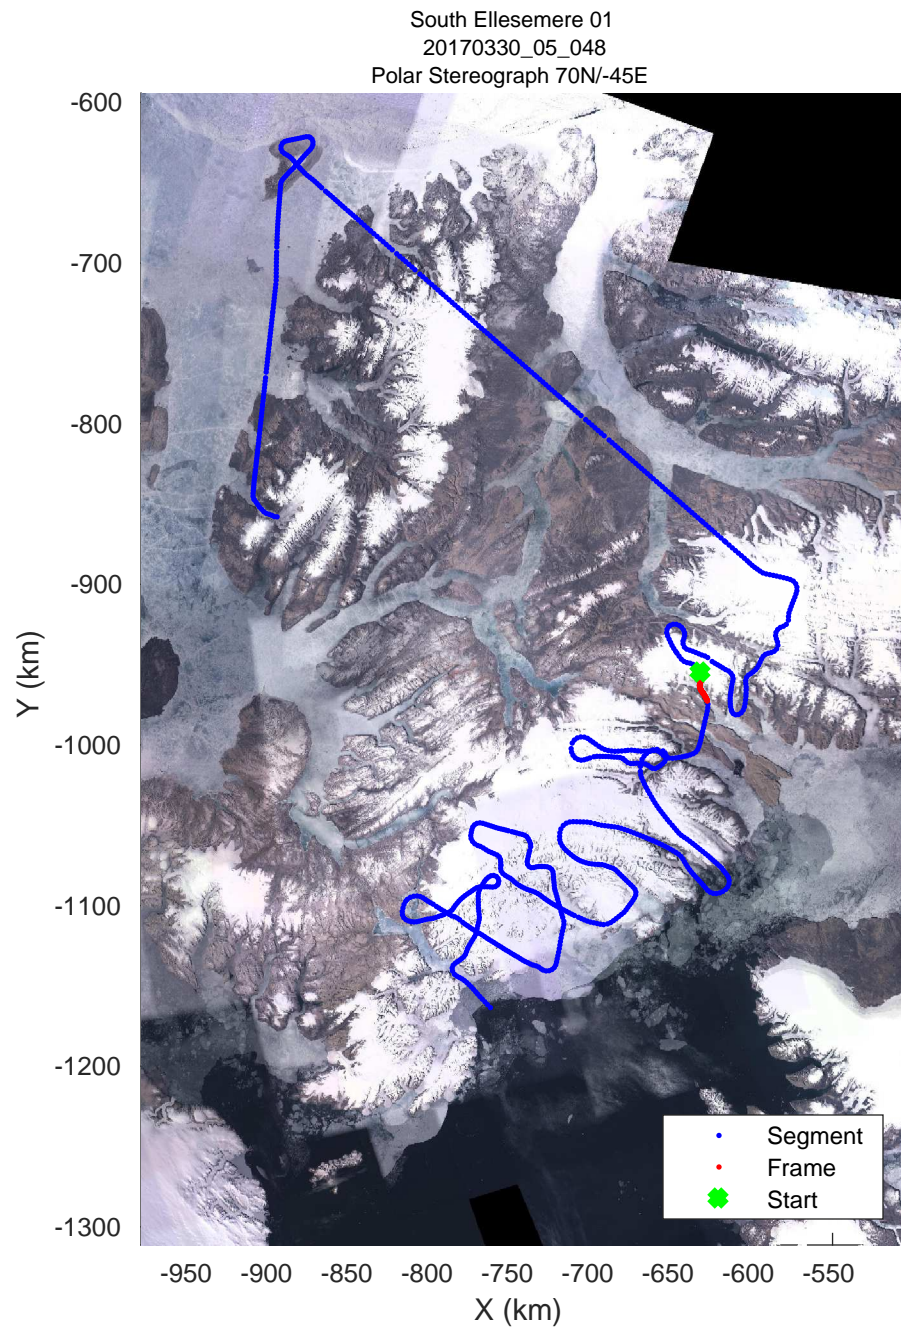 South Ellesemere 01
20170330_05_048
Polar Stereograph 70N/-45E
-600
-700
-800
-900
-1000
-1100
-1200
-1300
Y (km)
Segment
Frame
Start
-950 -900 -850 -800 -750 -700 -650 -600 -550
X (km)